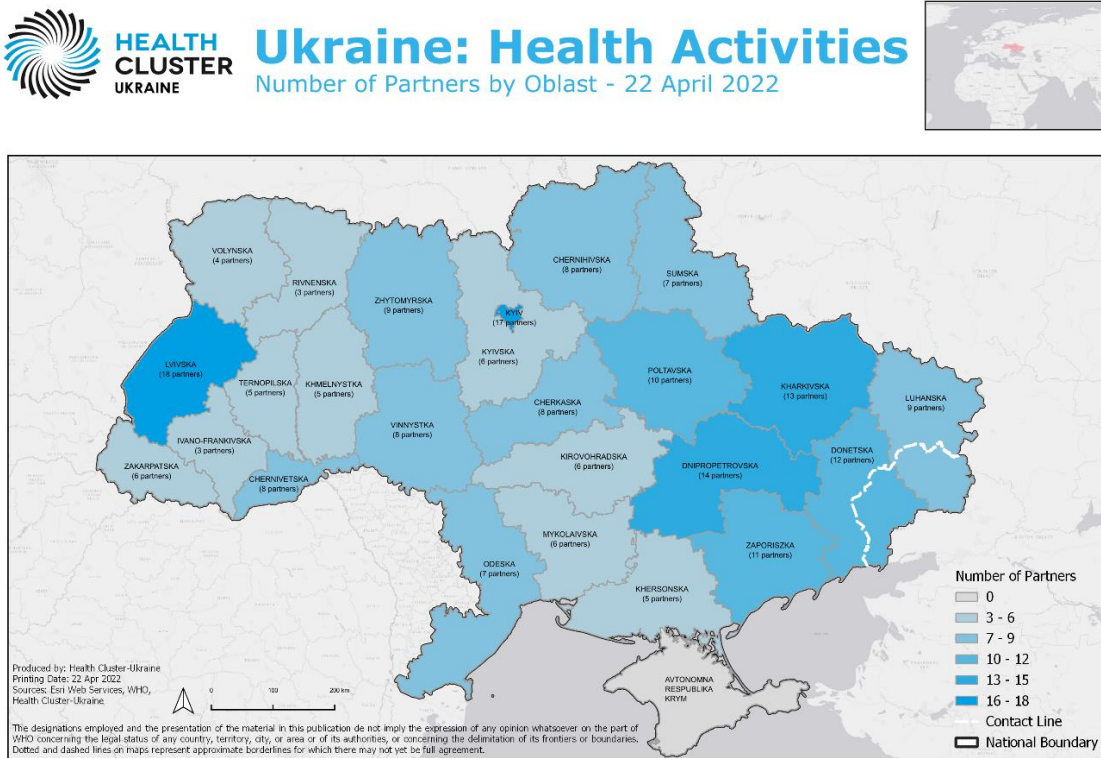 HEALTH
CLUSTER
UKRAINE
Ukraine: Health Activities
Number of Partners by Oblast - 22 April 2022
VOLYNSKA
(4 partners)
RIVNENSKA
(3 partners)
ZHYTOMYRSKA
(9 partners)
CHERNIHIVSKA
(8 partners)
SUMSKA
(7 partners)
KYIV
(17 partners)
KYIVSKA
(6 partners)
LVIVSKA
(18 partners)
TERNOPILSKA
(5 partners)
KHMELNYSTKA
(5 partners)
POLTAVSKA
(10 partners)
KHARKIVSKA
(13 partners)
LUHANSKA
9 partners)
CHERKASKA
(8 partners)
VINNYSTKA
(8 partners)
IVANO-FRANKIVSKA
(3 partners)
ZAKARPATSKA
(6 partners)
CHERNIVETSKA
(8 partners)
KIROVOHRADSKA
(6 partners)
DNIPROPETROVSKA
(14 partners)
DONETSKA
(12 partners)
MYKOLAIVSKA
(6 partners)
ZAPORISZKA
(11 partners)
ODESKA
(7 partners)
KHERSONSKA
(5 partners)
AVTONOMNA
RESPUBLIKA
KRYM
Number of Partners
0
3 - 6
7 - 9
10 - 12
13 - 15
16 - 18
Contact Line
National Boundary
Produced by: Health Cluster-Ukraine
Printing Date: 22 Apr 2022
Sources: Esri Web Services, WHO,
Health Cluster-Ukraine
0 100 200 km
The designations employed and the presentation of the material in this publication do not imply the expression of any opinion whatsoever on the part of
WHO concerning the legal status of any country, territory, city, or area or of its authorities, or concerning the delimitation of its frontiers or boundaries.
Dotted and dashed lines on maps represent approximate borderlines for which there may not yet be full agreement.